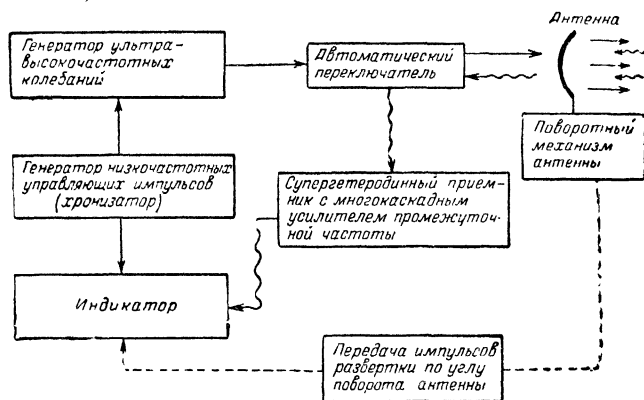 Антенна
Генератор ультра-
высокочастотных
колебаний
Автоматический
переключатель
Поворотный
механизм
антенны
Генератор низкочастотных
управляющих импульсов
(хронизатор)
Супергетеродинный прием-
ник с многокаскадным
усилителем промежуточ-
ной частоты
Индикатор
Передача импульсов
развертки по углу
поворота антенны